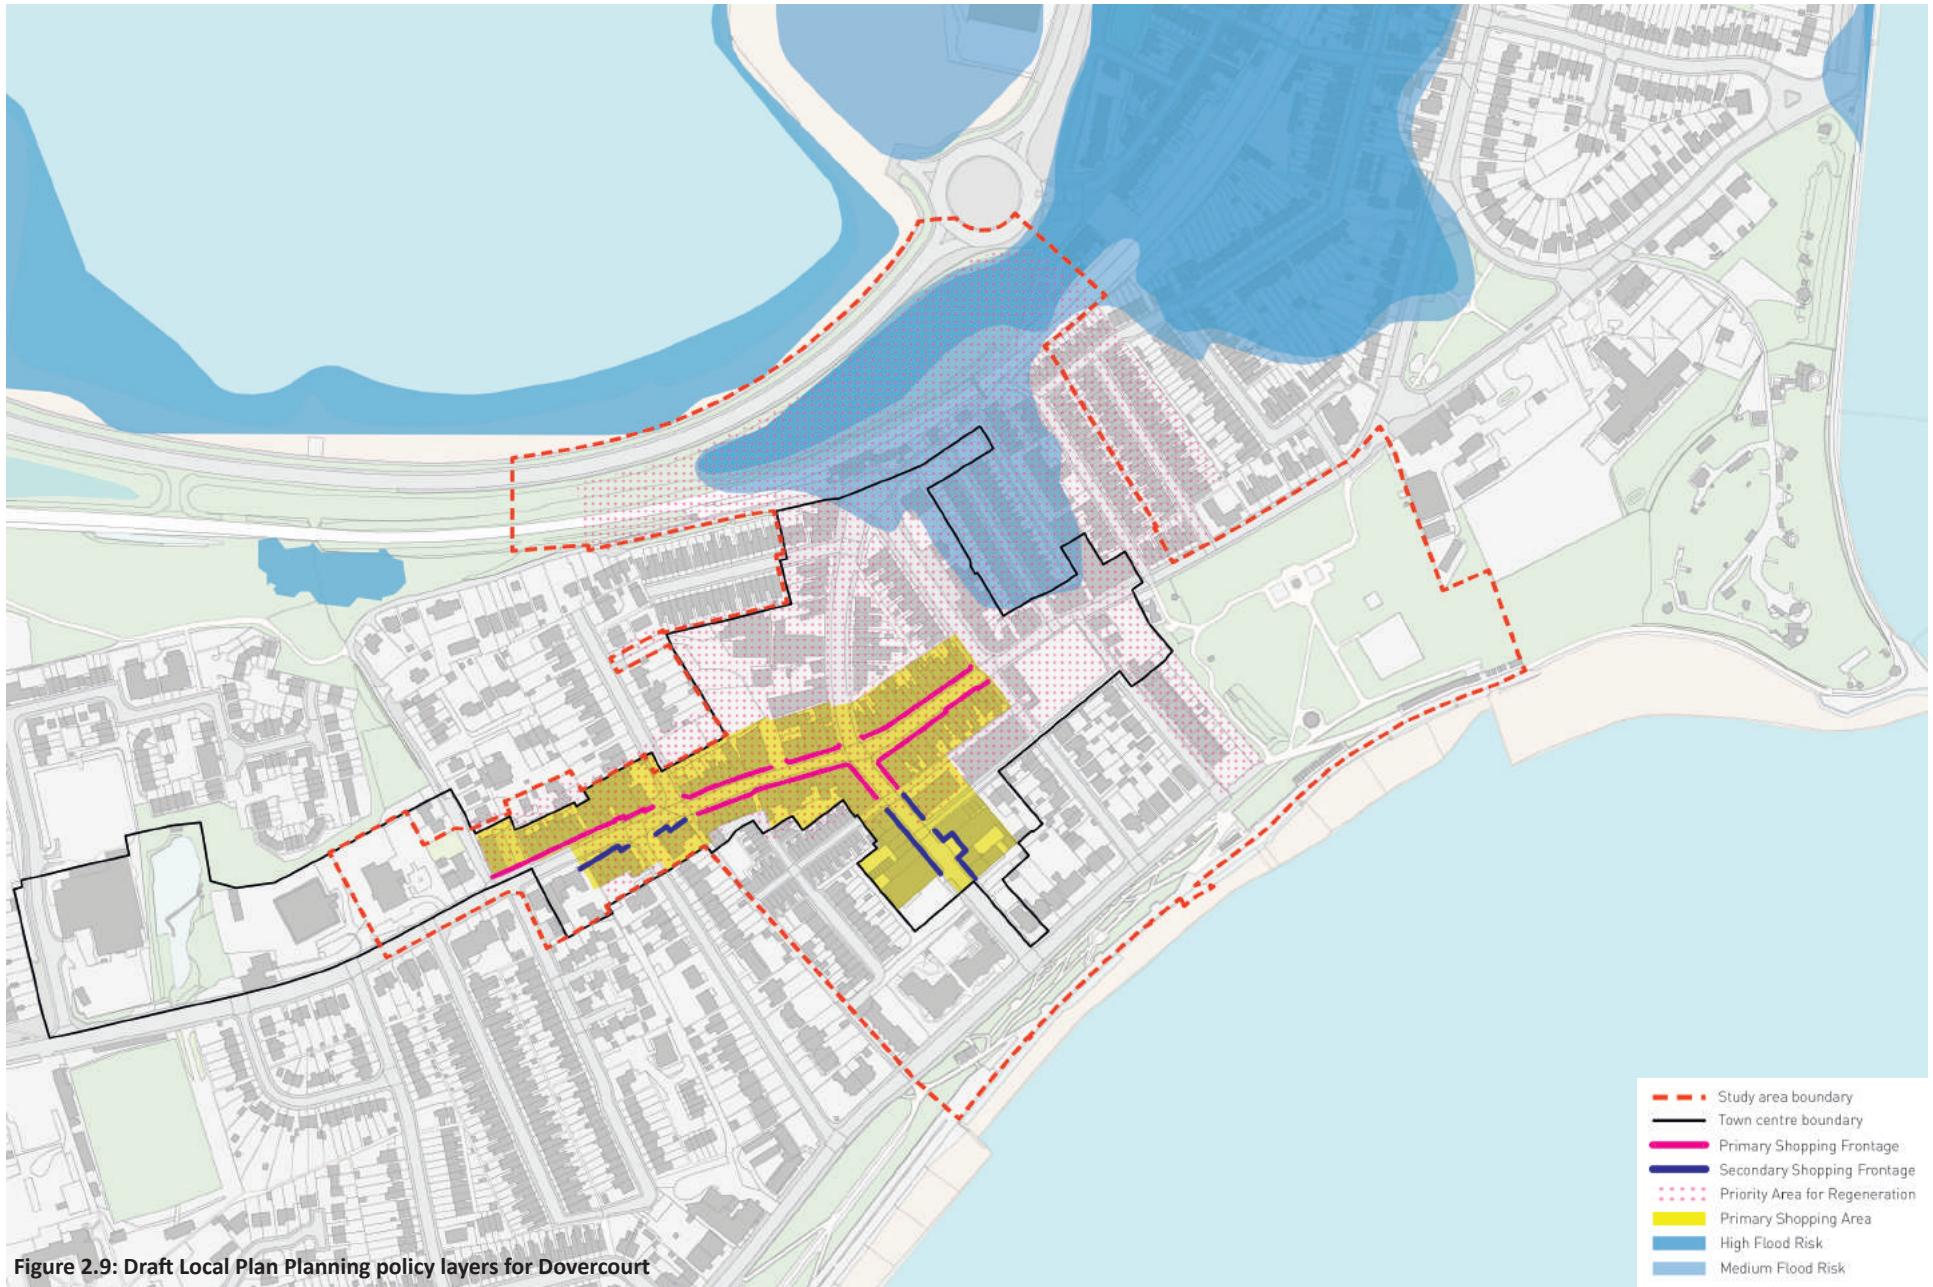 Study area boundary
Town centre boundary
Primary Shopping Frontage
Secondary Shopping Frontage
Priority Area for Regeneration
Primary Shopping Area
High Flood Risk
Medium Flood Risk
Figure 2.9: Draft Local Plan Planning policy layers for Dovercourt